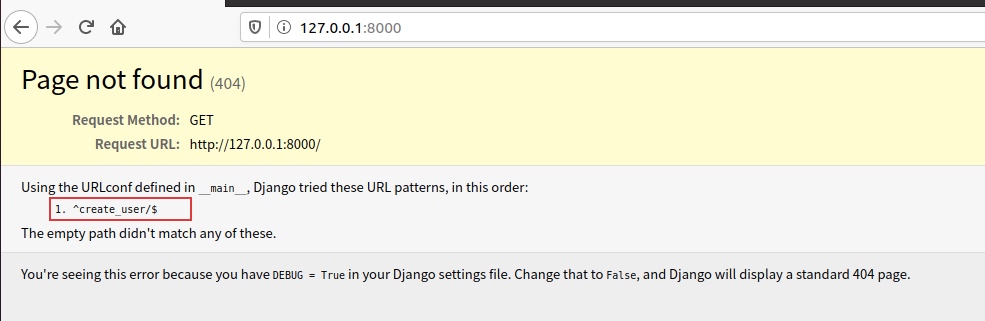 127.0.0.1:8000
Page not found (404)
Request Method: GET
Request URL: http://127.0.0.1:8000/
Using the URLconf defined in __main__, Django tried these URL patterns, in this order:
1. ^create_user/$
The empty path didn't match any of these.
You're seeing this error because you have DEBUG = True in your Django settings file. Change that to False, and Django will display a standard 404 page.